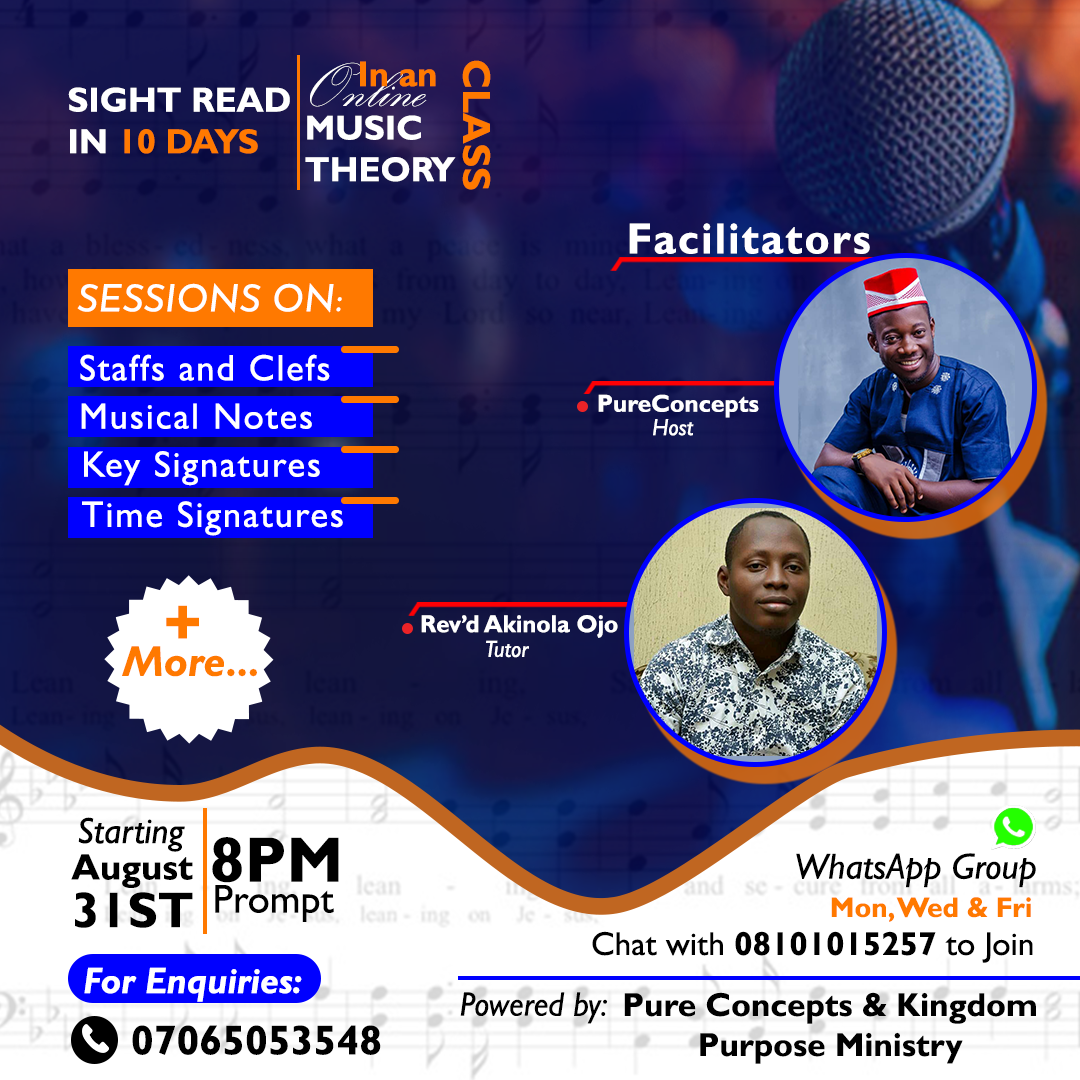 SIGHT READ
IN 10 DAYS
In an
Online
MUSIC
THEORY
CLASS
Facilitators
SESSIONS ON:
Staffs and Clefs
Musical Notes
Key Signatures
Time Signatures
+
More...
PureConcepts
Host
Rev'd Akinola Ojo
Tutor
Starting
August
31ST
8PM
Prompt
For Enquiries:
07065053548
WhatsApp Group
Mon, Wed & Fri
Chat with 08101015257 to Join
Powered by: Pure Concepts & Kingdom
Purpose Ministry